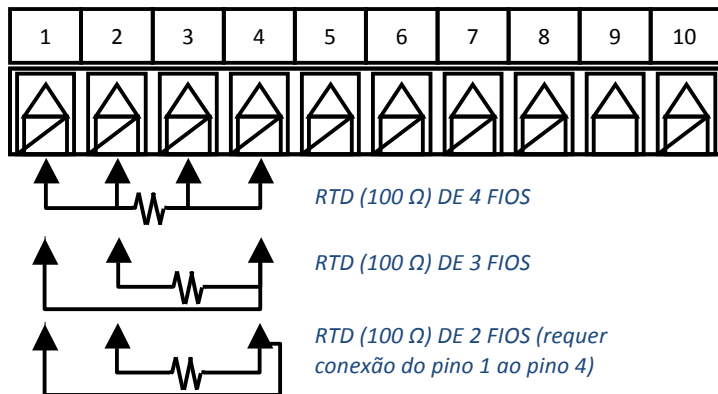 1 2 3 4 5 6 7 8 9 10
RTD (100 Ω) DE 4 FIOS
RTD (100 Ω) DE 3 FIOS
RTD (100 Ω) DE 2 FIOS (requer
conexão do pino 1 ao pino 4)